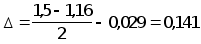 Δ = (1,5 − 1,16)/2 − 0,029 = 0,141